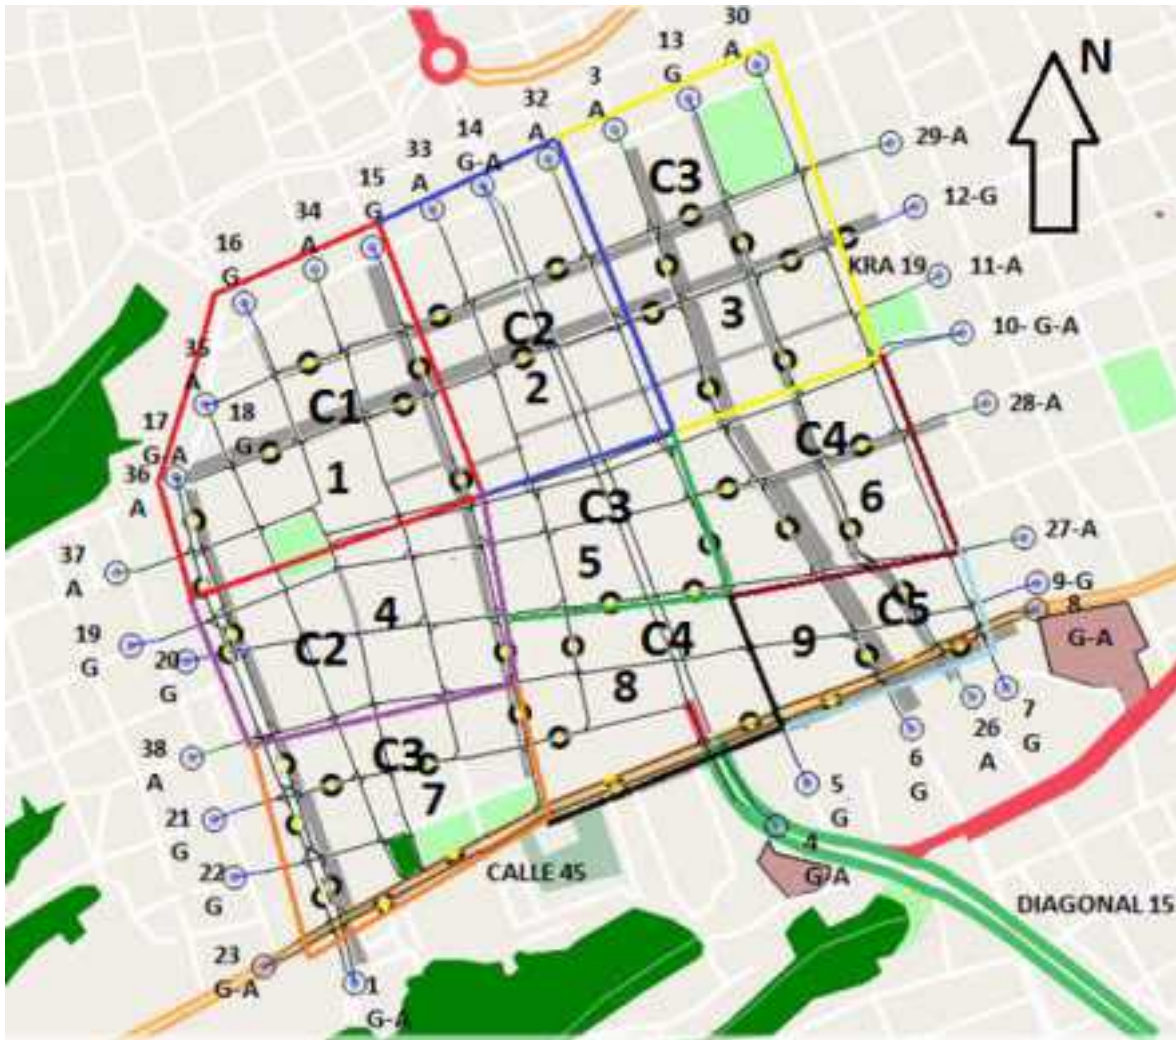 30
A
13
G
3
A
32
A
14
G-A
33
A
15
G
34
A
16
G
N
29-A
12-G
KRA 19
11-A
10- G-A
28-A
27-A
9-G
8
G-A
C3
C2
C1
3
2
1
35
A
17
G-A
18
G
36
A
37
A
19
G
20
G
38
A
21
G
22
G
23
G-A
1
G-A
C4
6
C3
5
4
C2
C4
8
9
C5
C3
7
7
G
26
A
6
G
5
G
4
G-A
CALLE 45
DIAGONAL 15